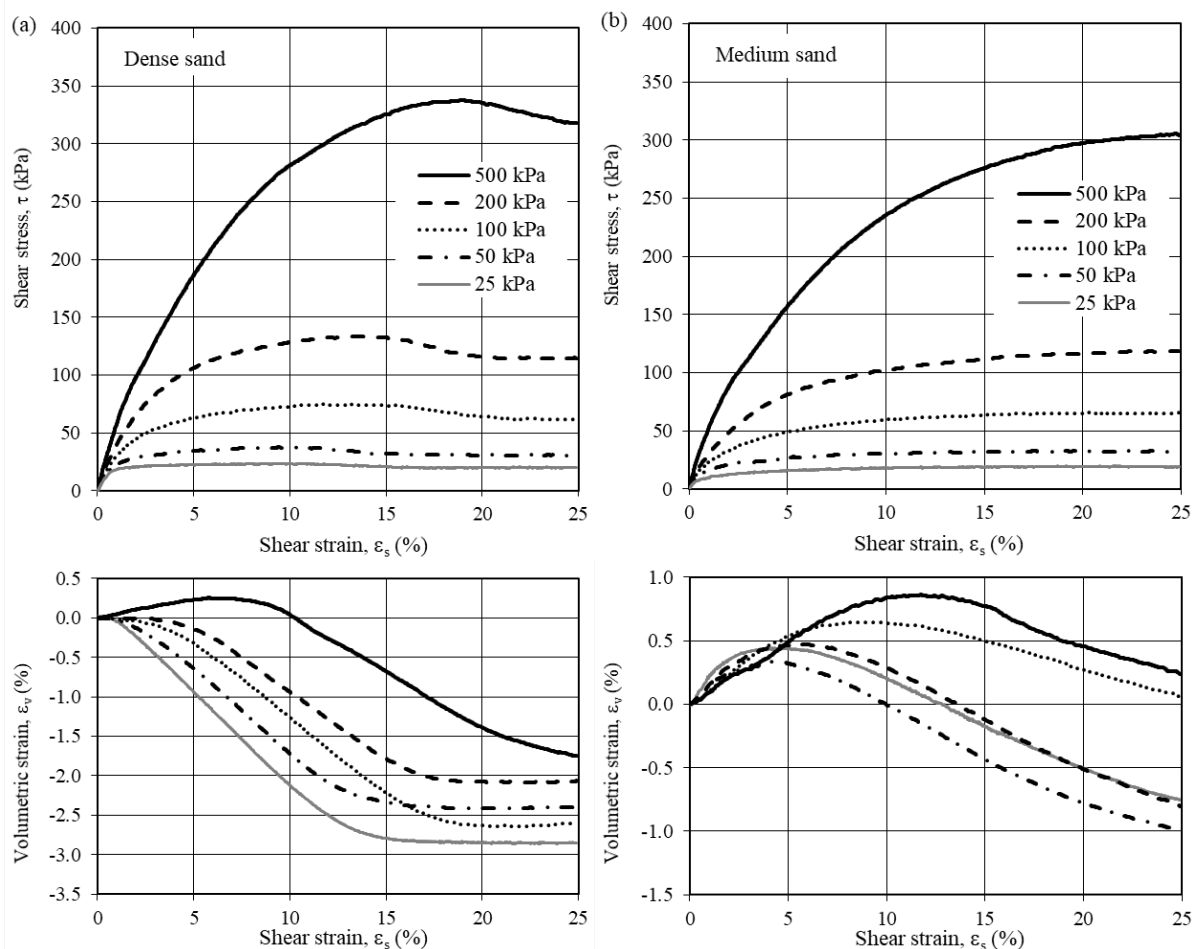 (a)
Dense sand
Shear stress, τ (kPa)
400
350
300
250
200
150
100
50
0
500 kPa
200 kPa
100 kPa
50 kPa
25 kPa
0 5 10 15 20 25
Shear strain, εs (%)
(b)
Medium sand
Shear stress, τ (kPa)
400
350
300
250
200
150
100
50
0
500 kPa
200 kPa
100 kPa
50 kPa
25 kPa
0 5 10 15 20 25
Shear strain, εs (%)
Volumetric strain, εv (%)
0.5
0.0
-0.5
-1.0
-1.5
-2.0
-2.5
-3.0
-3.5
0 5 10 15 20 25
Shear strain, εs (%)
Volumetric strain, εv (%)
1.0
0.5
0.0
-0.5
-1.0
-1.5
0 5 10 15 20 25
Shear strain, εs (%)